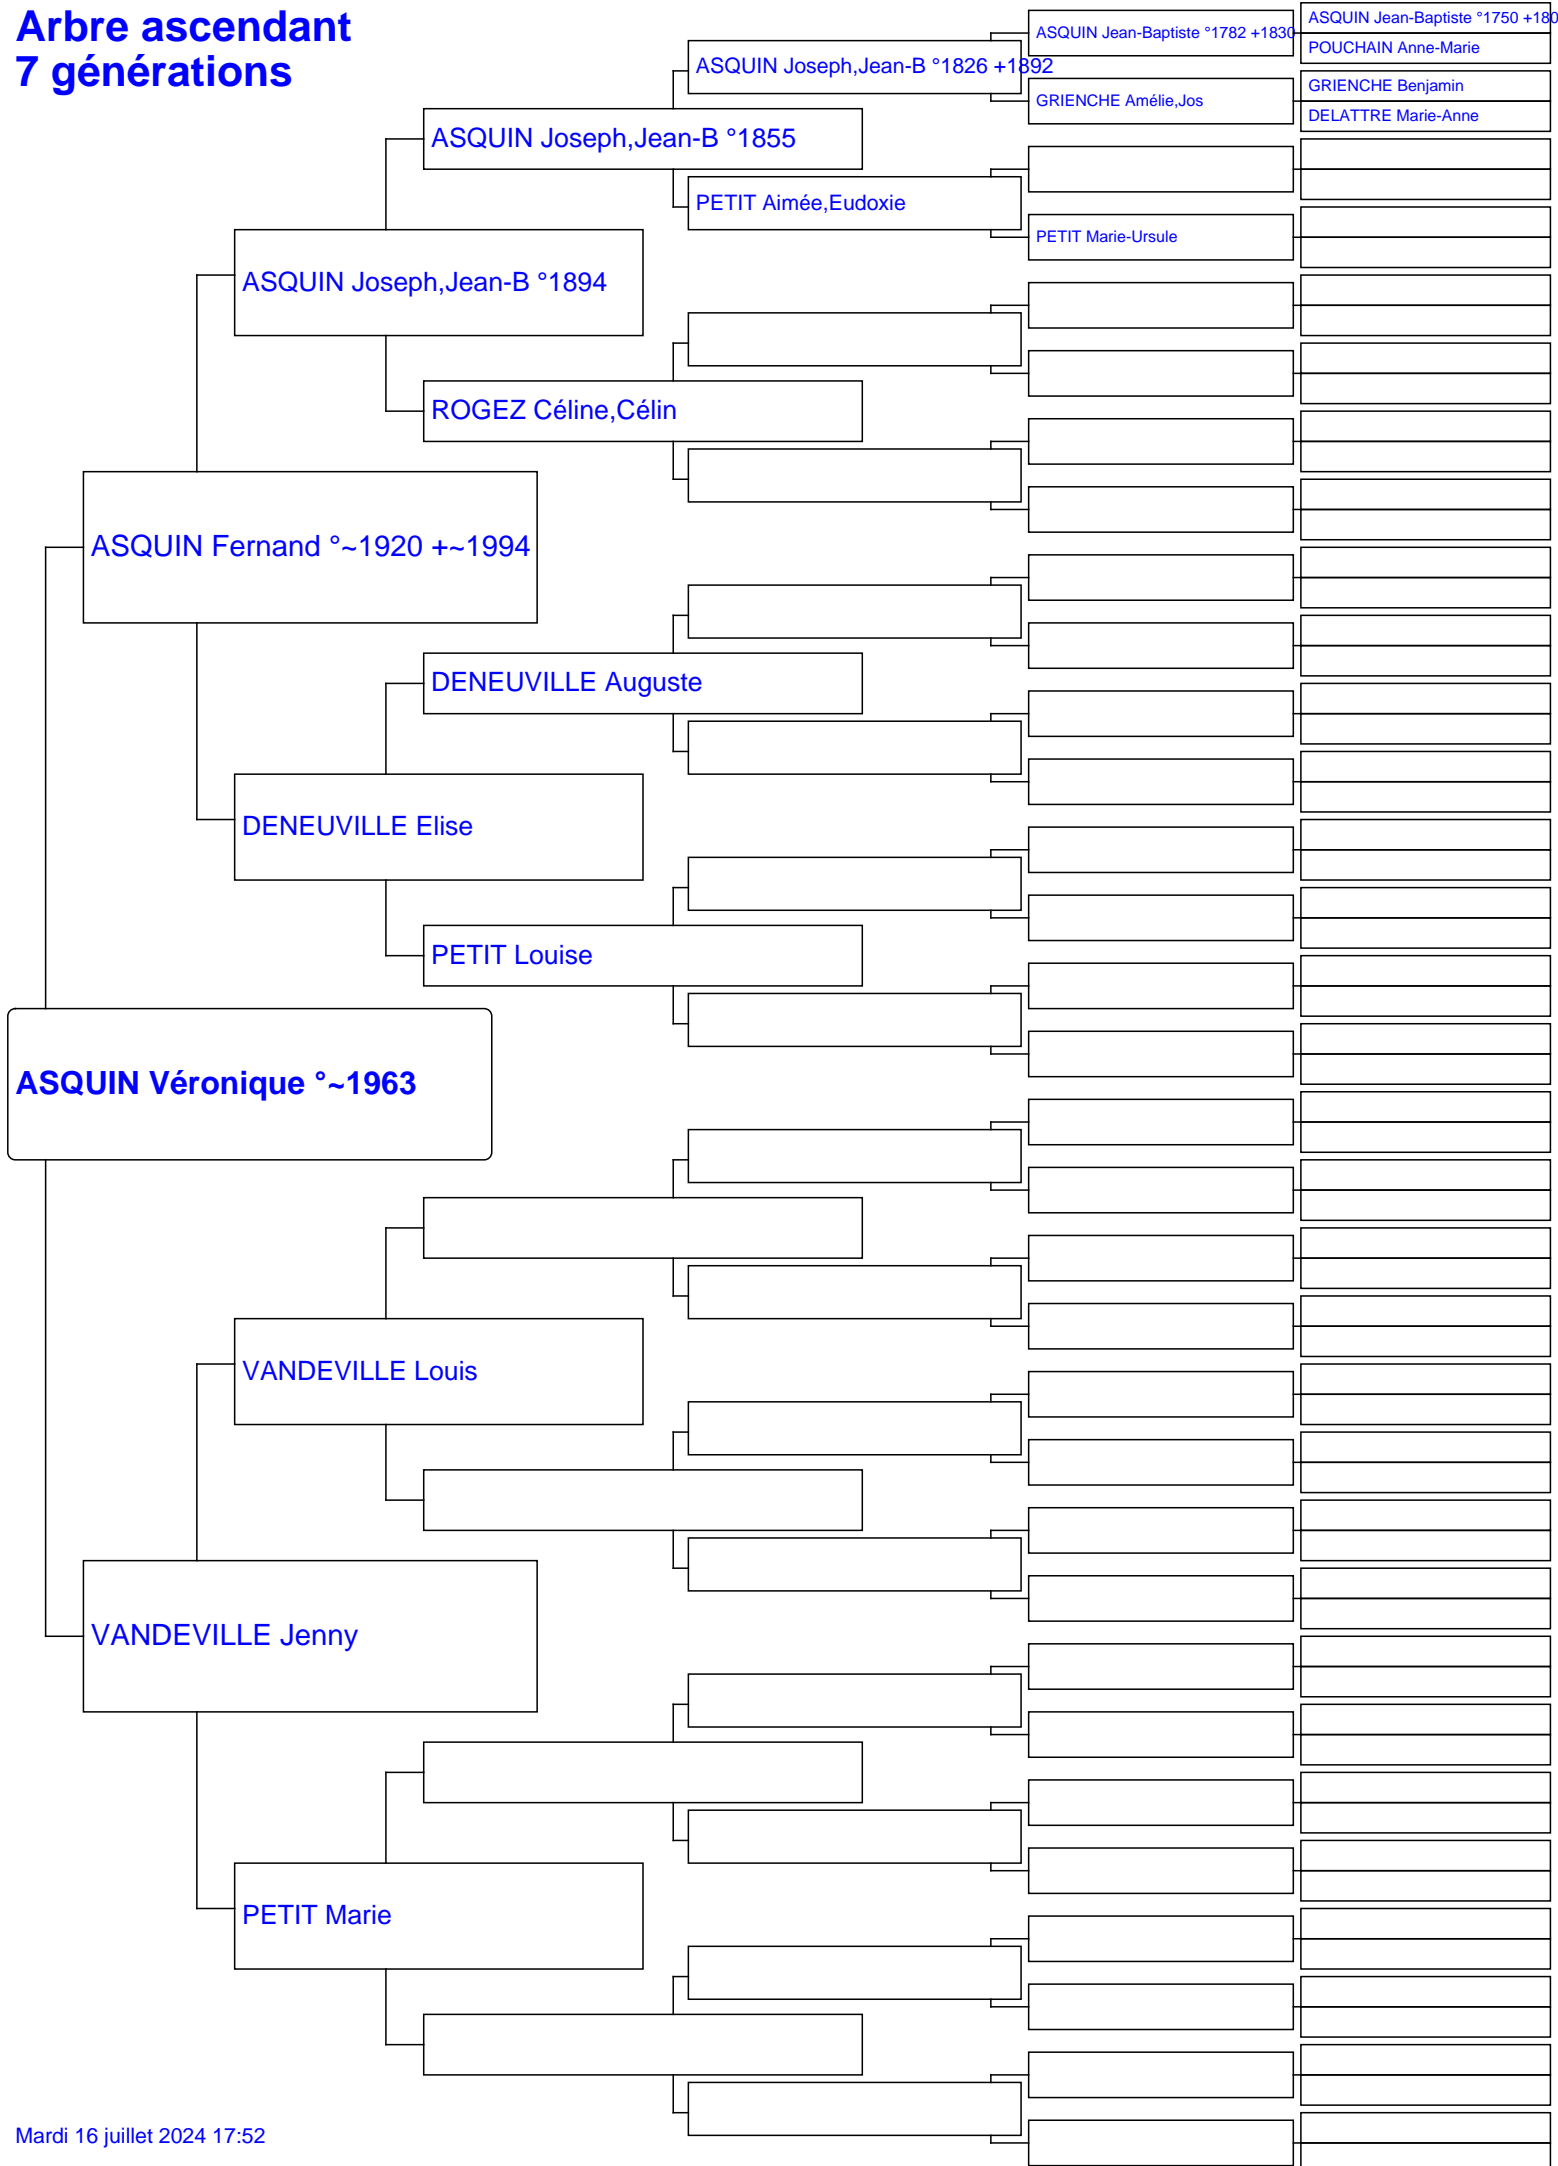 Arbre ascendant
7 générations
ASQUIN Jean-Baptiste °1750 +180
ASQUIN Jean-Baptiste °1782 +1830
POUCHAIN Anne-Marie
ASQUIN Joseph,Jean-B °1826 +1892
GRIENCHE Benjamin
GRIENCHE Amélie,Jos
DELATTRE Marie-Anne
ASQUIN Joseph,Jean-B °1855
PETIT Aimée,Eudoxie
PETIT Marie-Ursule
ASQUIN Joseph,Jean-B °1894
ROGEZ Céline,Célin
ASQUIN Fernand °~1920 +~1994
DENEUVILLE Auguste
DENEUVILLE Elise
PETIT Louise
ASQUIN Véronique °~1963
VANDEVILLE Louis
VANDEVILLE Jenny
PETIT Marie
Mardi 16 juillet 2024 17:52